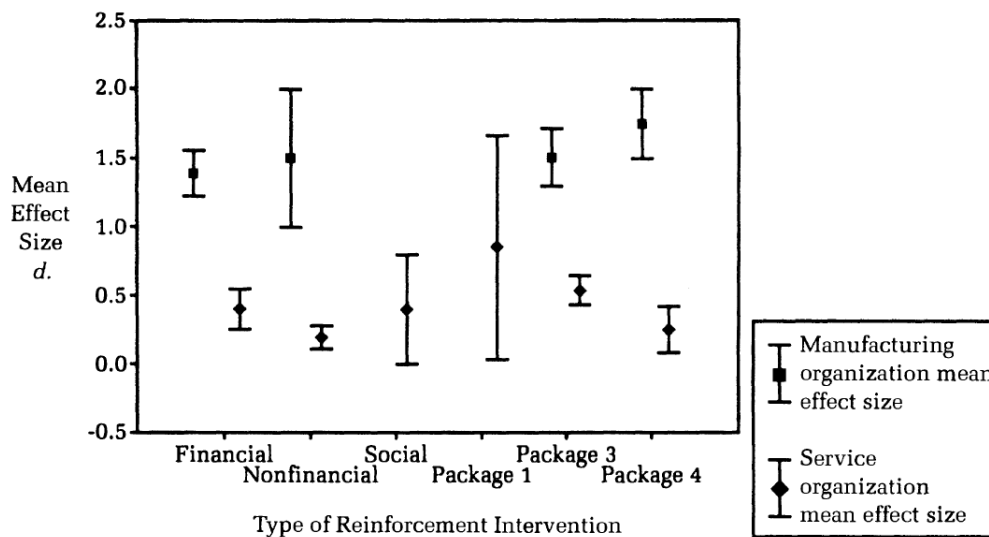 2.5
2.0
1.5
1.0
0.5
0.0
-0.5
Mean
Effect
Size
d.
Financial
Nonfinancial
Social
Package 1
Package 3
Package 4
Type of Reinforcement Intervention
Manufacturing
organization mean
effect size
Service
organization
mean effect size